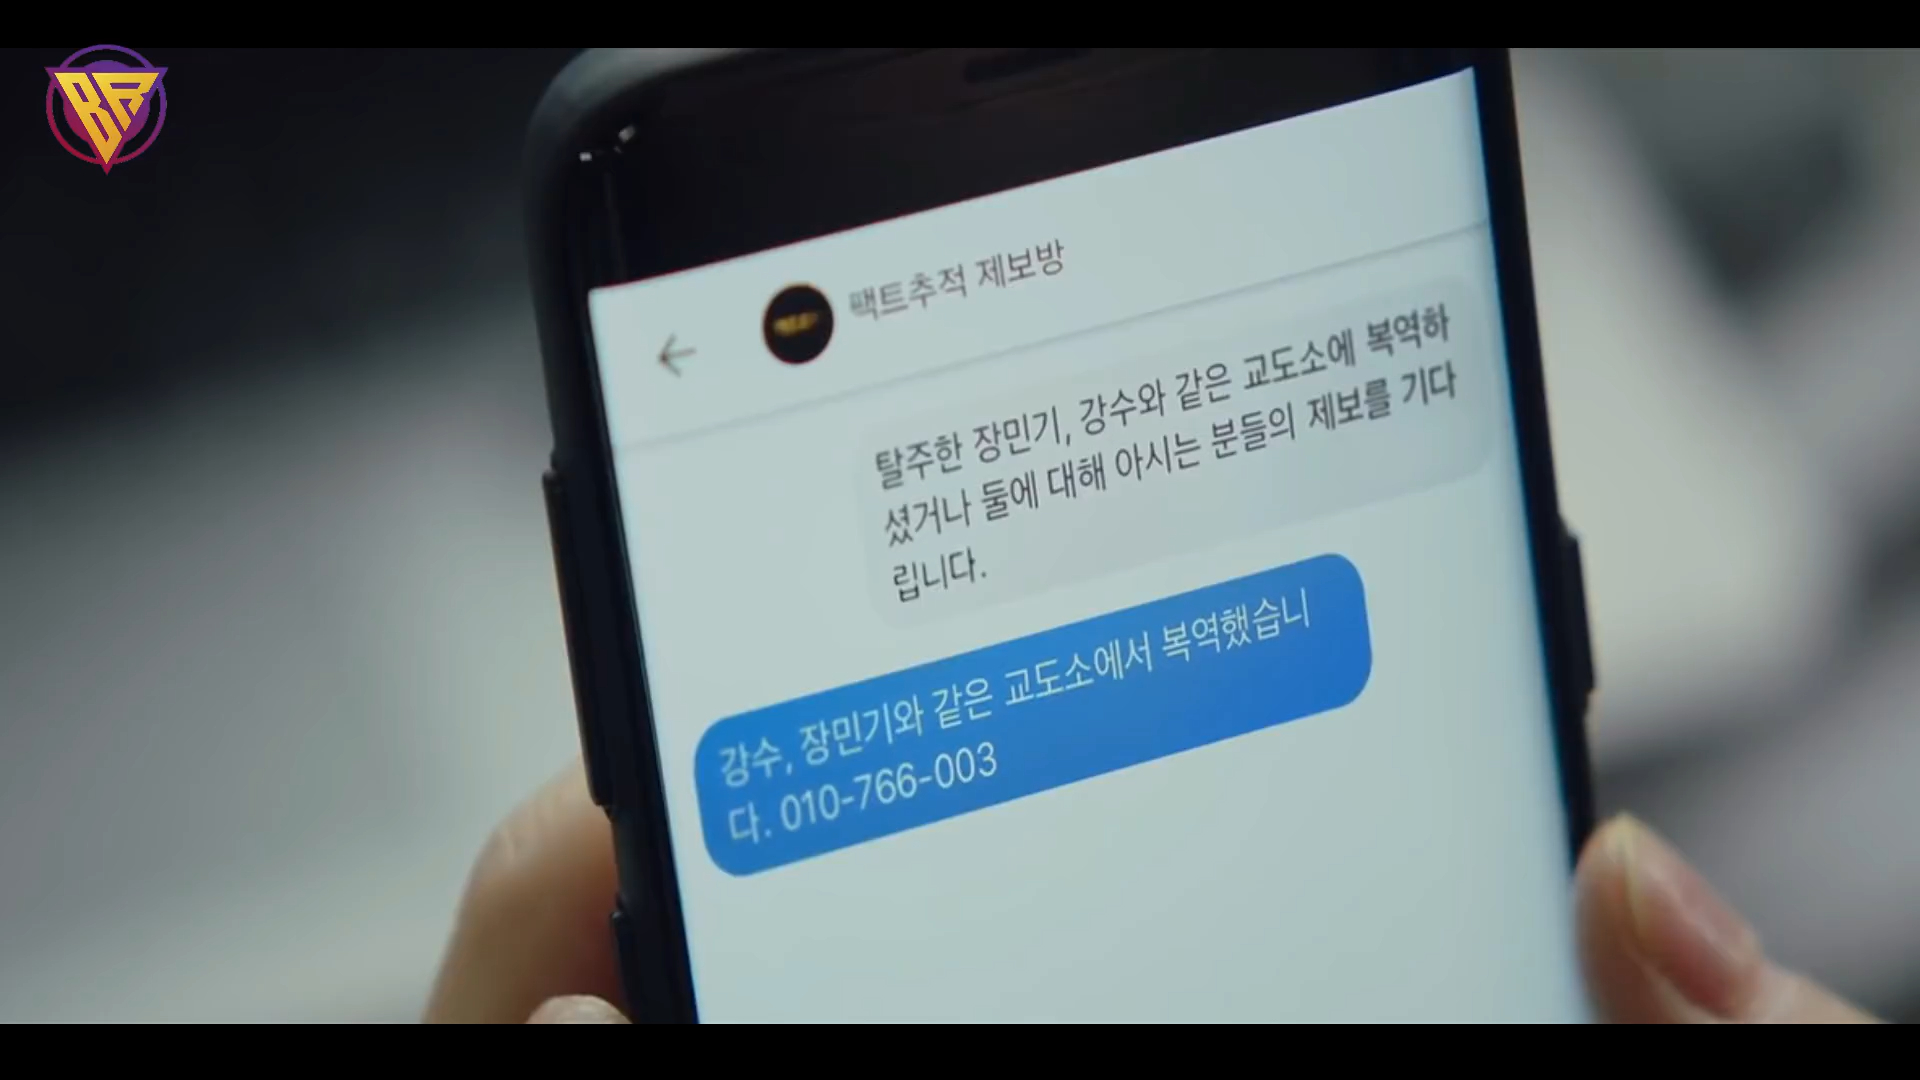 BR
팩트추적 제보방
탈주한 장민기, 강수와 같은 교도소에 복역하
셨거나 둘에 대해 아시는 분들의 제보를 기다
립니다.
강수, 장민기와 같은 교도소에서 복역했습니
다. 010-766-003